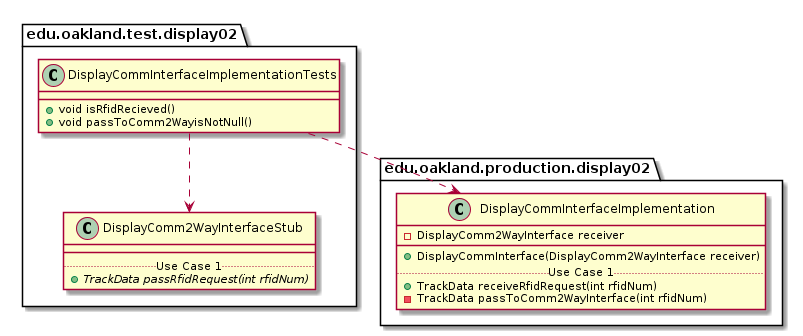 edu.oakland.test.display02
C DisplayCommInterfaceImplementationTests
void isRfidRecieved()
void passToComm2WayisNotNull()
edu.oakland.production.display02
C DisplayComm2WayInterfaceStub
Use Case 1
TrackData passRfidRequest(int rfidNum)
C DisplayCommInterfaceImplementation
DisplayComm2WayInterface receiver
DisplayCommInterface(DisplayComm2WayInterface receiver)
Use Case 1
TrackData receiveRfidRequest(int rfidNum)
TrackData passToComm2WayInterface(int rfidNum)